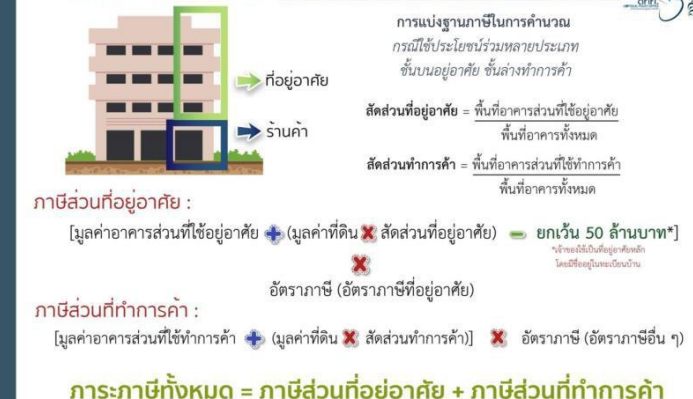 การแบ่งฐานภาษีในการคำนวณ
กรณีใช้ประโยชน์ร่วมหลายประเภท
ชั้นบนอยู่อาศัย ชั้นล่างทำการค้า
ที่อยู่อาศัย
ร้านค้า
สัดส่วนที่อยู่อาศัย = พื้นที่อาคารส่วนที่ใช้อยู่อาศัย
พื้นที่อาคารทั้งหมด
สัดส่วนทำการค้า = พื้นที่อาคารส่วนที่ใช้ทำการค้า
พื้นที่อาคารทั้งหมด
ภาษีส่วนที่อยู่อาศัย :
[มูลค่าอาคารส่วนที่ใช้อยู่อาศัย + (มูลค่าที่ดิน × สัดส่วนที่อยู่อาศัย) - ยกเว้น 50 ล้านบาท*]
*เจ้าของใช้เป็นที่อยู่อาศัยหลัก
โดยมีชื่ออยู่ในทะเบียนบ้าน
×
อัตราภาษี (อัตราภาษีที่อยู่อาศัย)
ภาษีส่วนที่ทำการค้า :
[มูลค่าอาคารส่วนที่ใช้ทำการค้า + (มูลค่าที่ดิน × สัดส่วนทำการค้า)] × อัตราภาษี (อัตราภาษีอื่น ๆ)
ภาระภาษีทั้งหมด = ภาษีส่วนที่อยู่อาศัย + ภาษีส่วนที่ทำการค้า